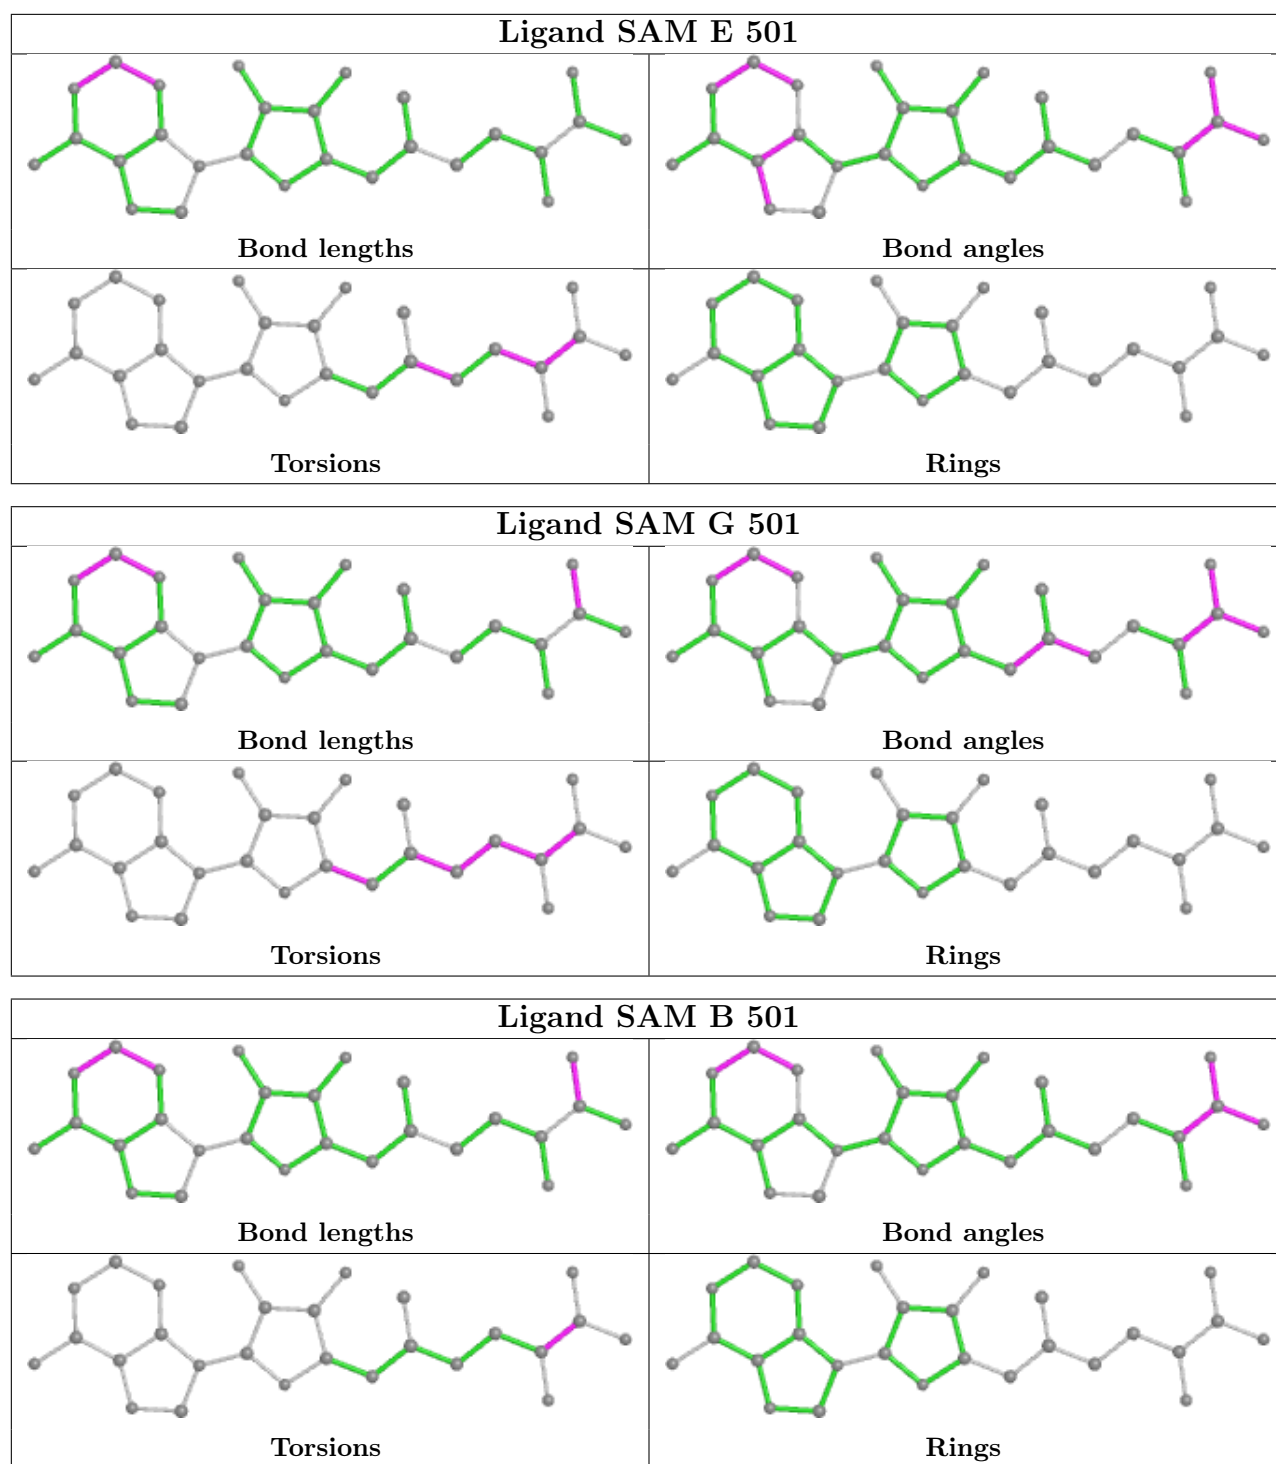 Ligand SAM E 501
Bond lengths
Bond angles
Torsions
Rings
Ligand SAM G 501
Bond lengths
Bond angles
Torsions
Rings
Ligand SAM B 501
Bond lengths
Bond angles
Torsions
Rings